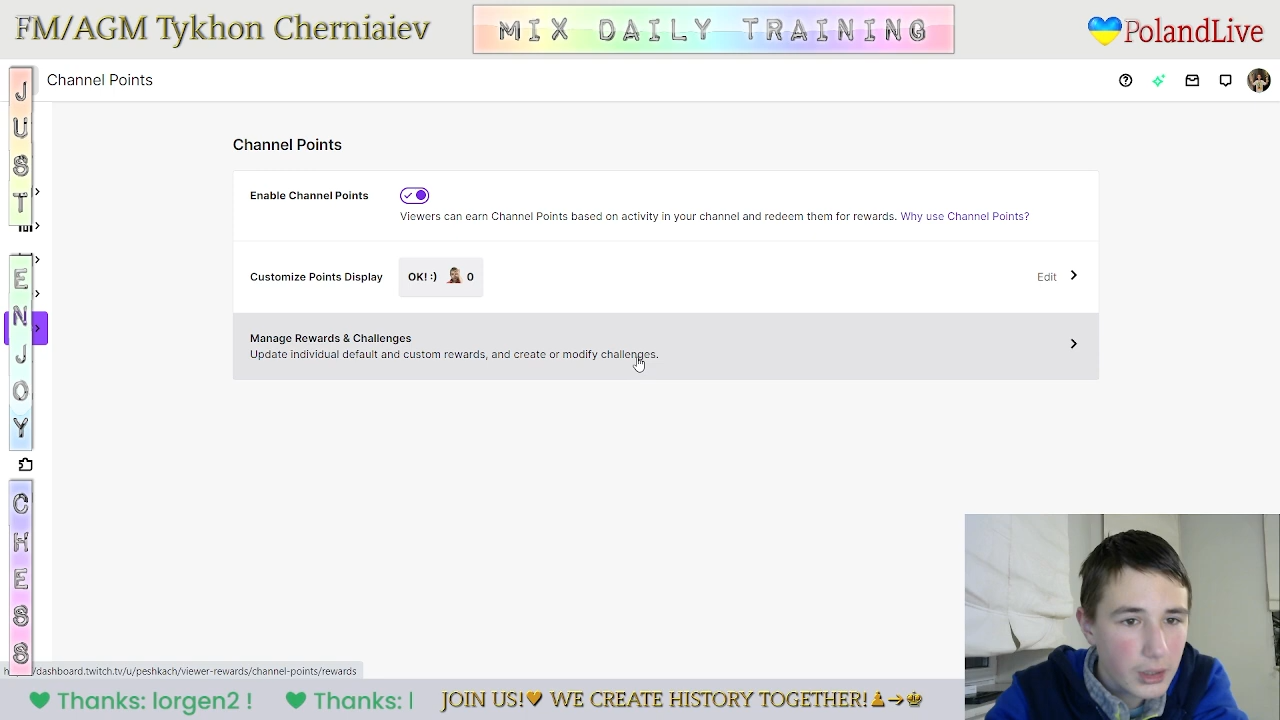 FM/AGM Tykhon Cherniaiev
MIX DAILY TRAINING
PolandLive
Channel Points
JUST
ENJOY
CHESS
Channel Points
Enable Channel Points
Viewers can earn Channel Points based on activity in your channel and redeem them for rewards. Why use Channel Points?
Customize Points Display
OK! :) 0
Edit
Manage Rewards & Challenges
Update individual default and custom rewards, and create or modify challenges.
/dashboard.twitch.tv/u/peshkach/viewer-rewards/channel-points/rewards
Thanks: lorgen2 ! Thanks: l
JOIN US! WE CREATE HISTORY TOGETHER!